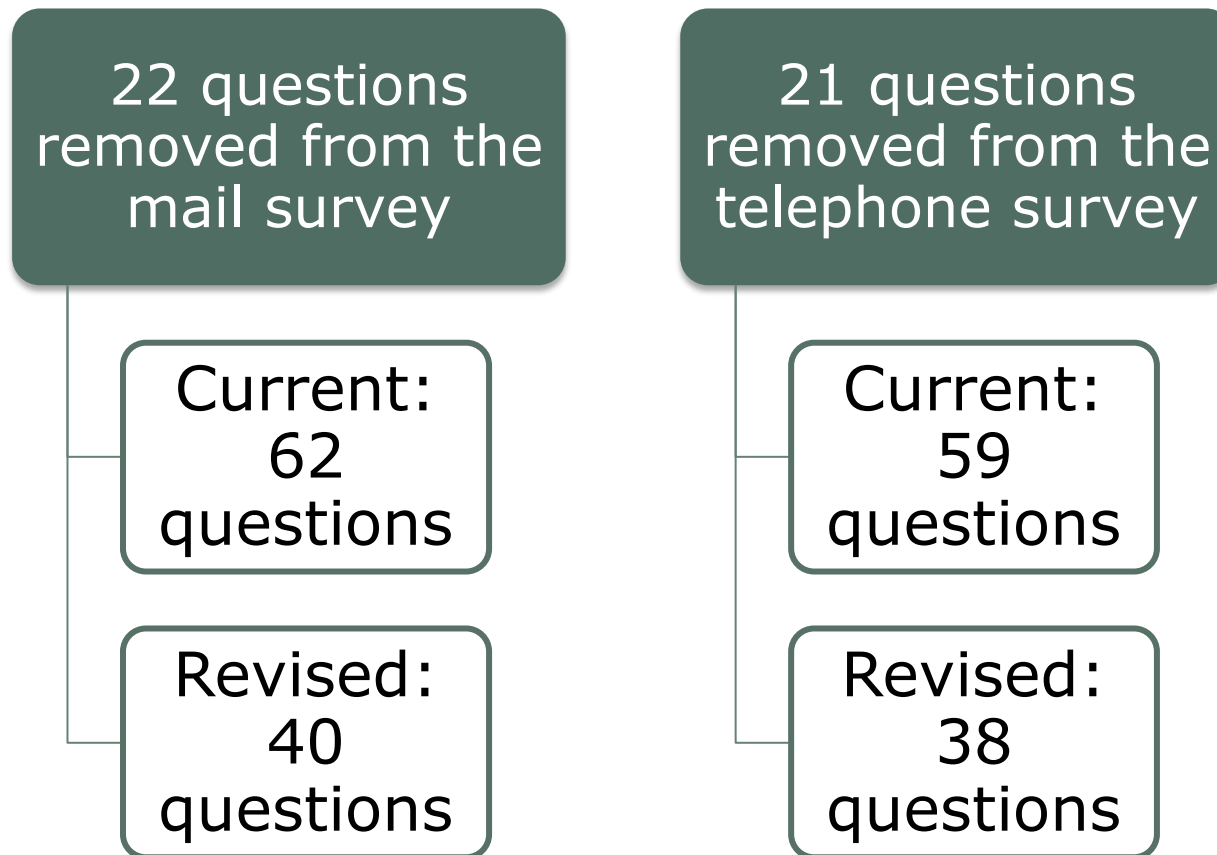 22 questions
removed from the
mail survey
Current:
62
questions
Revised:
40
questions
21 questions
removed from the
telephone survey
Current:
59
questions
Revised:
38
questions